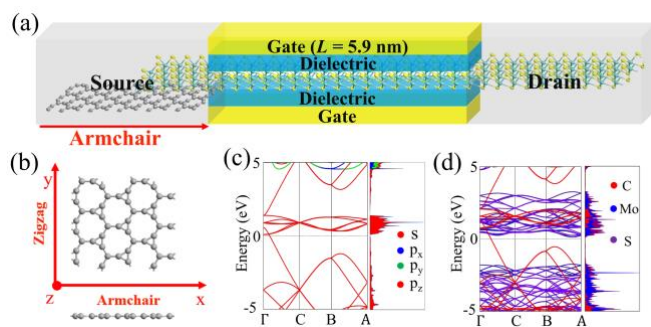 (a)
Gate (L = 5.9 nm)
Dielectric
Source
Drain
Dielectric
Gate
Armchair
(b)
y
Zigzag
z
Armchair
x
(c)
5
Energy (eV)
0
-5
Γ C B A
s
px
py
pz
(d)
5
Energy (eV)
0
-5
Γ C B A
C
Mo
S